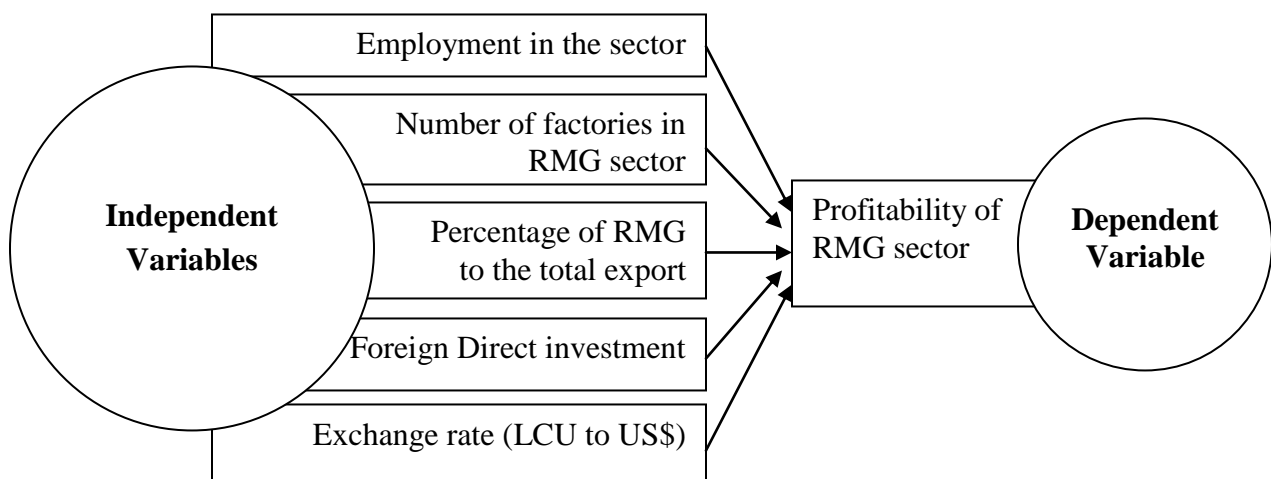 Independent
Variables
Employment in the sector
Number of factories in
RMG sector
Percentage of RMG
to the total export
Foreign Direct investment
Exchange rate (LCU to US$)
Profitability of
RMG sector
Dependent
Variable